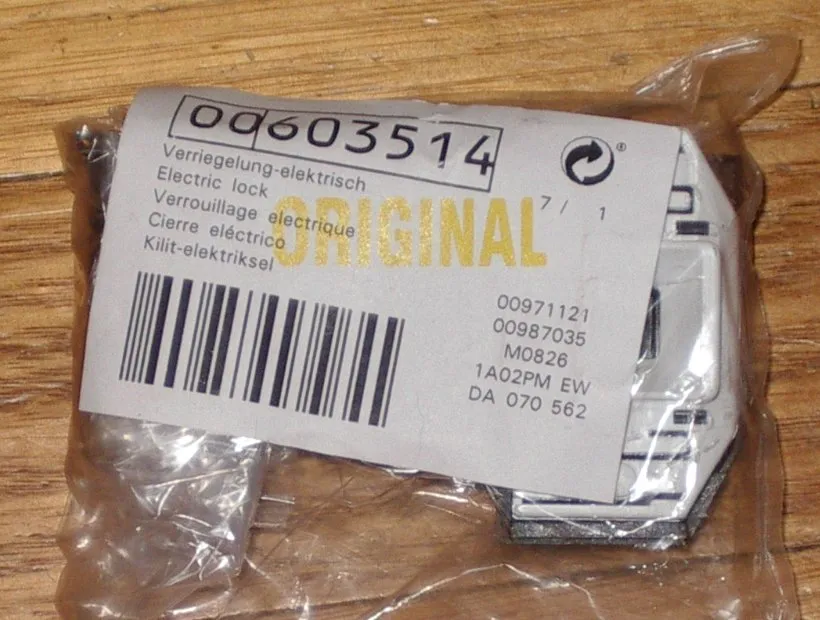 00603514
Verriegelung-elektrisch
Electric lock
Verrouillage electrique
Cierre eléctrico
Kilit-elektriksel
ORIGINAL
®
7 / 1
00971121
00987035
M0826
1A02PM EW
DA 070 562